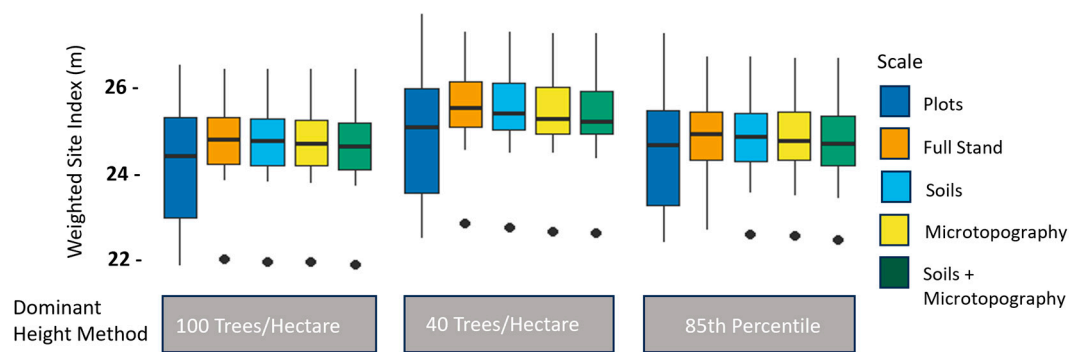 Weighted Site Index (m)
26 -
24 -
22 -
Dominant
Height Method
100 Trees/Hectare
40 Trees/Hectare
85th Percentile
Scale
Plots
Full Stand
Soils
Microtopography
Soils +
Microtopography